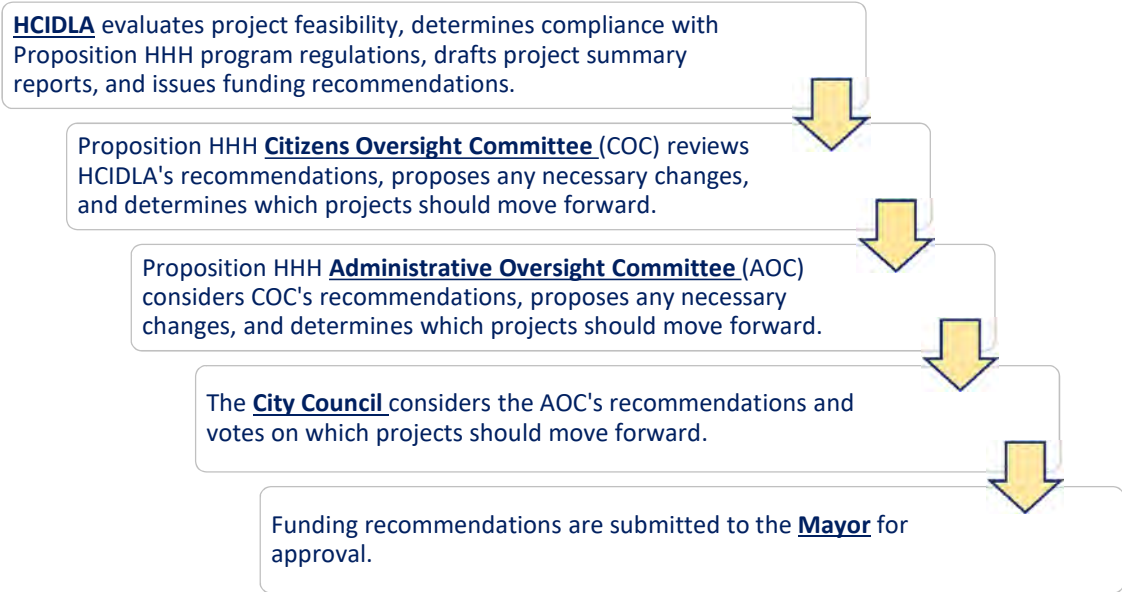 HCIDLA evaluates project feasibility, determines compliance with
Proposition HHH program regulations, drafts project summary
reports, and issues funding recommendations.
Proposition HHH Citizens Oversight Committee (COC) reviews
HCIDLA's recommendations, proposes any necessary changes,
and determines which projects should move forward.
Proposition HHH Administrative Oversight Committee (AOC)
considers COC's recommendations, proposes any necessary
changes, and determines which projects should move forward.
The City Council considers the AOC's recommendations and
votes on which projects should move forward.
Funding recommendations are submitted to the Mayor for
approval.